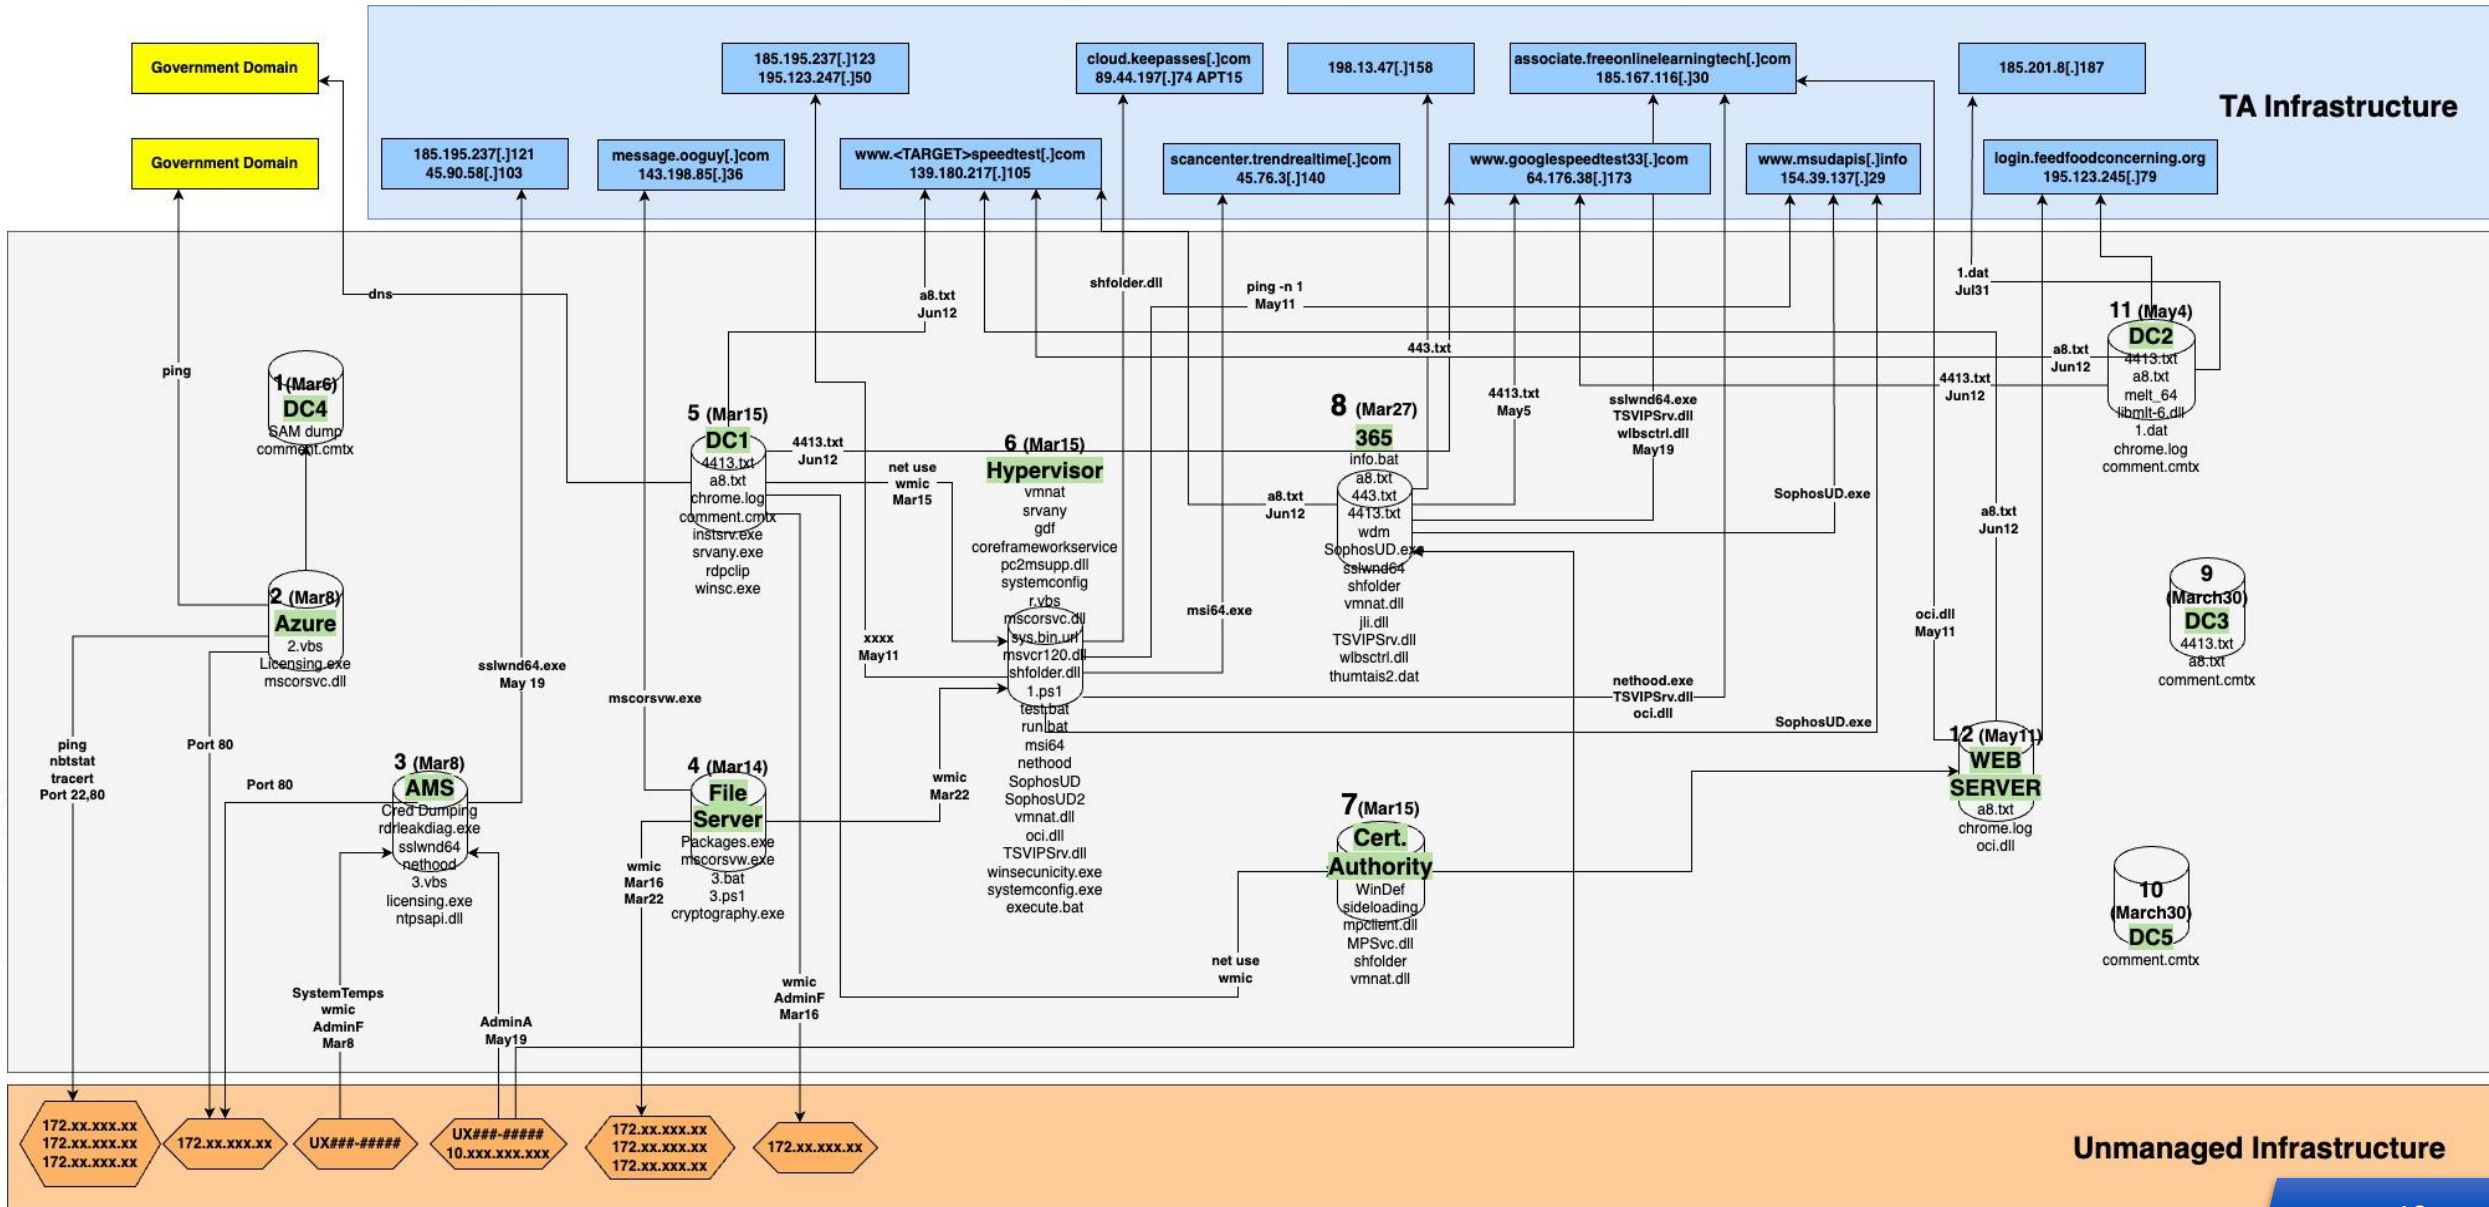 Government Domain
Government Domain
185.195.237[.]123
195.123.247[.]50
cloud.keepasses[.]com
89.44.197[.]74 APT15
198.13.47[.]158
associate.freeonlinelearningtech[.]com
185.167.116[.]30
185.201.8[.]187
TA Infrastructure
185.195.237[.]121
45.90.58[.]103
message.ooguy[.]com
143.198.85[.]36
www.<TARGET>speedtest[.]com
139.180.217[.]105
scancenter.trendrealtime[.]com
45.76.3[.]140
www.googlespeedtest33[.]com
64.176.38[.]173
www.msudapis[.]info
154.39.137[.]29
login.feedfoodconcerning.org
195.123.245[.]79
dns
ping
a8.txt
Jun12
shfolder.dll
ping -n 1
May11
443.txt
1.dat
Jul31
a8.txt
Jun12
4413.txt
Jun12
11 (May4)
DC2
4413.txt
a8.txt
melt_64
libmlt-6.dll
1.dat
chrome.log
comment.cmtx
1(Mar6)
DC4
SAM dump
comment.cmtx
2 (Mar8)
Azure
2.vbs
Licensing.exe
mscorsvc.dll
5 (Mar15)
DC1
4413.txt
a8.txt
chrome.log
comment.cmtx
instsrv.exe
srvany.exe
rdpclip
winsc.exe
4413.txt
Jun12
net use
wmic
Mar15
xxxx
May11
6 (Mar15)
Hypervisor
vmnat
srvany
gdf
coreframeworkservice
pc2msupp.dll
systemconfig
r.vbs
mscorsvc.dll
sys.bin.url
msvcr120.dll
shfolder.dll
1.ps1
test.bat
run.bat
msi64
nethood
SophosUD
SophosUD2
vmnat.dll
oci.dll
TSVIPSrv.dll
winsecunicity.exe
systemconfig.exe
execute.bat
msi64.exe
a8.txt
Jun12
8 (Mar27)
365
info.bat
a8.txt
443.txt
4413.txt
wdm
SophosUD.exe
sslwnd64
shfolder
vmnat.dll
jli.dll
TSVIPSrv.dll
wlbsctrl.dll
thumtais2.dat
4413.txt
May5
sslwnd64.exe
TSVIPSrv.dll
wlbsctrl.dll
May19
SophosUD.exe
nethood.exe
TSVIPSrv.dll
oci.dll
SophosUD.exe
oci.dll
May11
a8.txt
Jun12
9
(March30)
DC3
4413.txt
a8.txt
comment.cmtx
12 (May11)
WEB
SERVER
a8.txt
chrome.log
oci.dll
10
(March30)
DC5
comment.cmtx
ping
nbtstat
tracert
Port 22,80
Port 80
Port 80
3 (Mar8)
AMS
Cred Dumping
rdrleakdiag.exe
sslwnd64
nethood
3.vbs
licensing.exe
ntpsapi.dll
sslwnd64.exe
May 19
mscorsvw.exe
4 (Mar14)
File
Server
Packages.exe
mscorsvw.exe
3.bat
3.ps1
cryptography.exe
wmic
Mar16
Mar22
wmic
Mar22
7(Mar15)
Cert.
Authority
WinDef
sideloading
mpclient.dll
MPSvc.dll
shfolder
vmnat.dll
net use
wmic
wmic
AdminF
Mar16
SystemTemps
wmic
AdminF
Mar8
AdminA
May19
172.xx.xxx.xx
172.xx.xxx.xx
172.xx.xxx.xx
172.xx.xxx.xx
UX###-#####
UX###-#####
10.xxx.xxx.xxx
172.xx.xxx.xx
172.xx.xxx.xx
172.xx.xxx.xx
172.xx.xxx.xx
Unmanaged Infrastructure